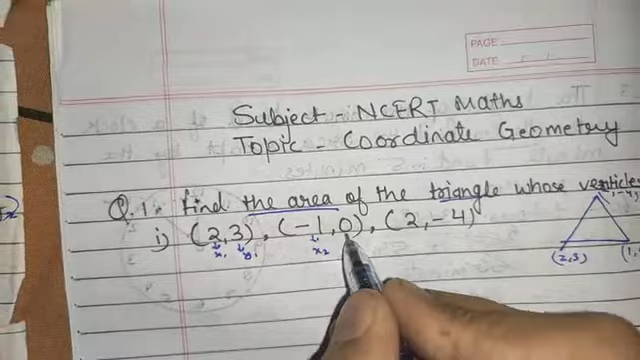 PAGE
DATE
Subject - NCERT Maths
Topic - Coordinate Geometry
Q.1. Find the area of the triangle whose vertices
i) (2,3), (-1,0), (2,-4)
x₁ y₁ x₂
(2,3)